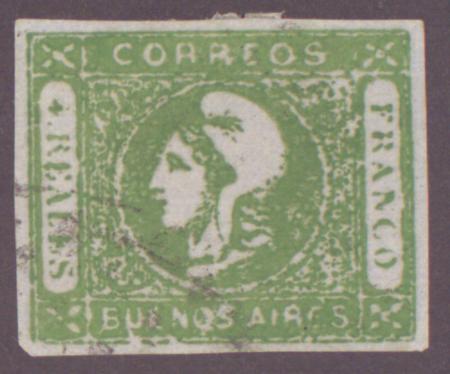 CORREOS
4. REALES
FRANCO
BUENOS AIRES